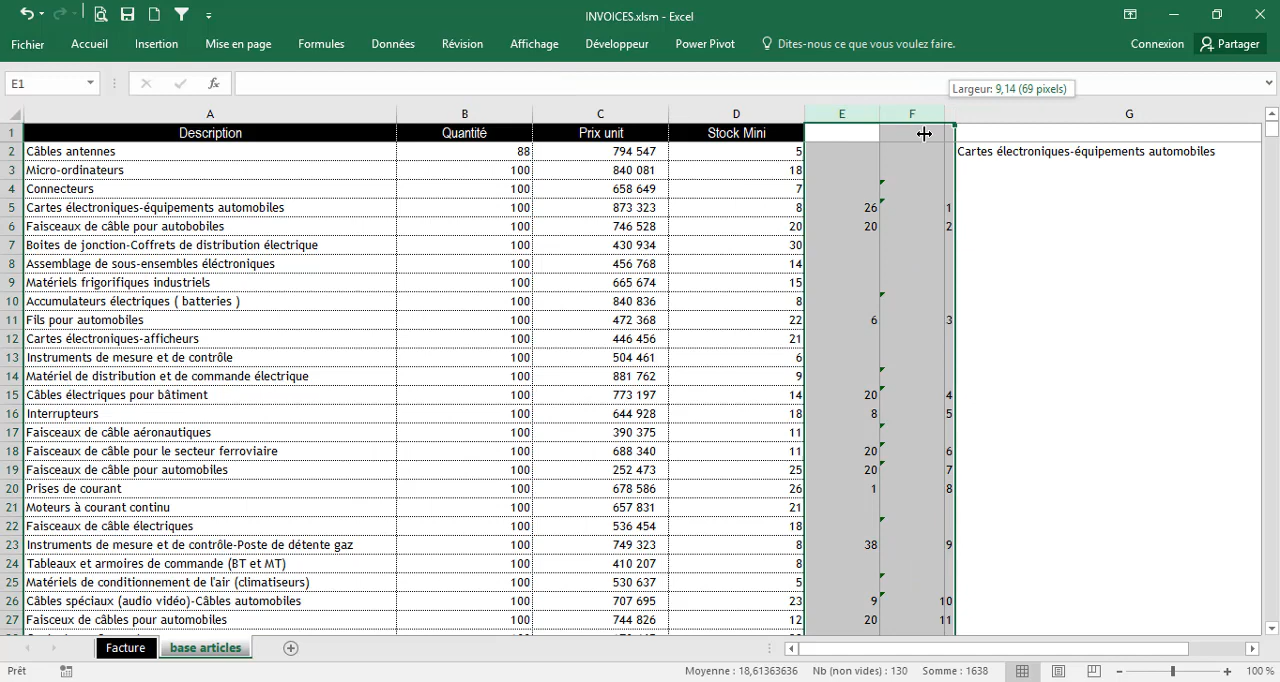 INVOICES.xlsm - Excel
Fichier Accueil Insertion Mise en page Formules Données Révision Affichage Développeur Power Pivot Dites-nous ce que vous voulez faire. Connexion Partager
E1 fx
Largeur: 9,14 (69 pixels)
A B C D E F G
1 Description Quantité Prix unit Stock Mini
2 Câbles antennes 88 794 547 5 Cartes électroniques-équipements automobiles
3 Micro-ordinateurs 100 840 081 18
4 Connecteurs 100 658 649 7
5 Cartes électroniques-équipements automobiles 100 873 323 8 26 1
6 Faisceaux de câble pour autobobiles 100 746 528 20 20 2
7 Boites de jonction-Coffrets de distribution électrique 100 430 934 30
8 Assemblage de sous-ensembles éléctroniques 100 456 768 14
9 Matériels frigorifiques industriels 100 665 674 15
10 Accumulateurs électriques ( batteries ) 100 840 836 8
11 Fils pour automobiles 100 472 368 22 6 3
12 Cartes électroniques-afficheurs 100 446 456 21
13 Instruments de mesure et de contrôle 100 504 461 6
14 Matériel de distribution et de commande électrique 100 881 762 9
15 Câbles électriques pour bâtiment 100 773 197 14 20 4
16 Interrupteurs 100 644 928 18 8 5
17 Faisceaux de câble aéronautiques 100 390 375 11
18 Faisceaux de câble pour le secteur ferroviaire 100 688 340 11 20 6
19 Faisceaux de câble pour automobiles 100 252 473 25 20 7
20 Prises de courant 100 678 586 26 1 8
21 Moteurs à courant continu 100 657 831 21
22 Faisceaux de câble électriques 100 536 454 18
23 Instruments de mesure et de contrôle-Poste de détente gaz 100 749 323 8 38 9
24 Tableaux et armoires de commande (BT et MT) 100 410 207 8
25 Matériels de conditionnement de l'air (climatiseurs) 100 530 637 5
26 Câbles spéciaux (audio vidéo)-Câbles automobiles 100 707 695 23 9 10
27 Faisceux de câbles pour automobiles 100 744 826 12 20 11
Facture base articles
Prêt Moyenne : 18,61363636 Nb (non vides) : 130 Somme : 1638 100 %